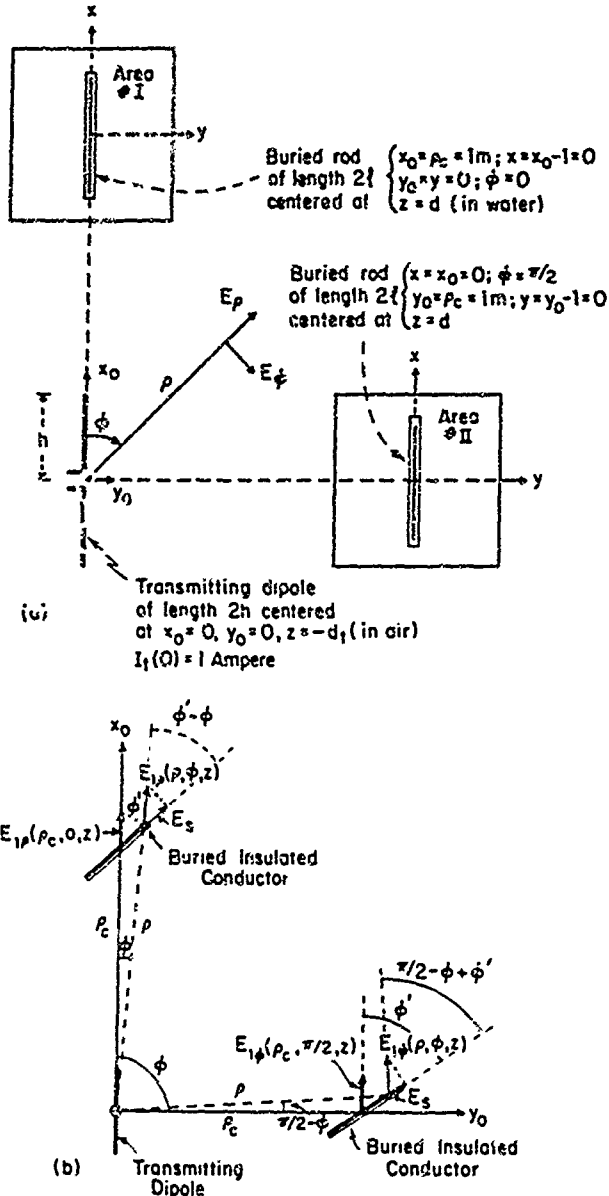 x
Area
#I
y
Buried rod
of length 2ℓ
centered at
x₀=ρc=1m; x=x₀-1=0
y₀=y=0; ϕ=0
z=d (in water)
Buried rod
of length 2ℓ
centered at
x=x₀=0; ϕ=π/2
y₀=ρc=1m; y=y₀-1=0
z=d
Eρ
x₀
ρ
Eϕ
h
ϕ
y₀
x
Area
#II
y
Transmitting dipole
of length 2h centered
at x₀=0, y₀=0, z=-dt (in air)
It(0)=1 Ampere
x₀
ϕ'-ϕ
E1ρ(ρ,ϕ,z)
ϕ'
E1ρ(ρc,0,z)
Es
Buried Insulated
Conductor
ρc
ρ
ϕ
π/2-ϕ+ϕ'
ϕ'
E1ϕ(ρc,π/2,z)
E1ϕ(ρ,ϕ,z)
ϕ
ρ
Es
ρc
π/2-ϕ
y₀
Buried Insulated
Conductor
(b)
Transmitting
Dipole